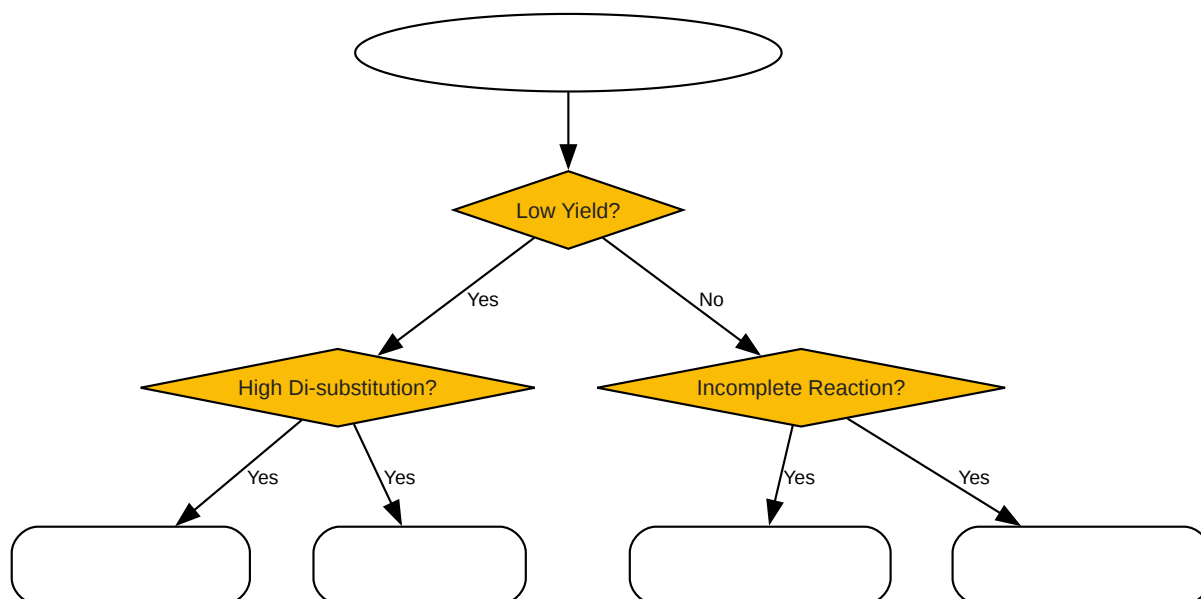 Low Yield?
Yes
No
High Di-substitution?
Incomplete Reaction?
Yes
Yes
Yes
Yes